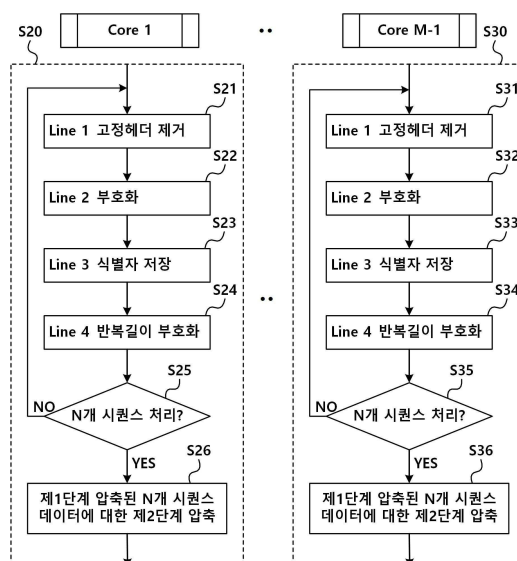 Core 1
··
Core M-1
S20
S30
S21
Line 1 고정헤더 제거
S22
Line 2 부호화
S23
Line 3 식별자 저장
S24
Line 4 반복길이 부호화
S25
N개 시퀀스 처리?
NO
YES
S26
제1단계 압축된 N개 시퀀스
데이터에 대한 제2단계 압축
··
S31
Line 1 고정헤더 제거
S32
Line 2 부호화
S33
Line 3 식별자 저장
S34
Line 4 반복길이 부호화
S35
N개 시퀀스 처리?
NO
YES
S36
제1단계 압축된 N개 시퀀스
데이터에 대한 제2단계 압축